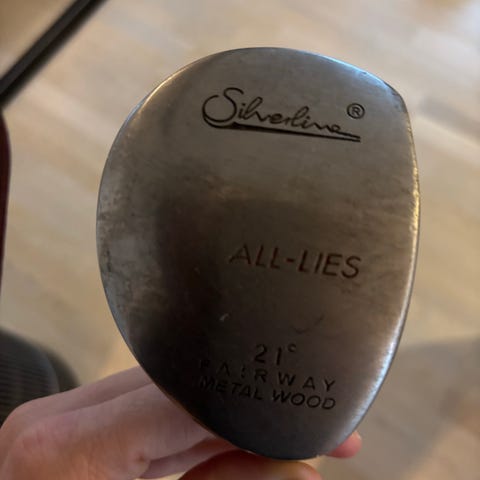 Silverline ®
ALL-LIES
21°
FAIRWAY
METAL WOOD